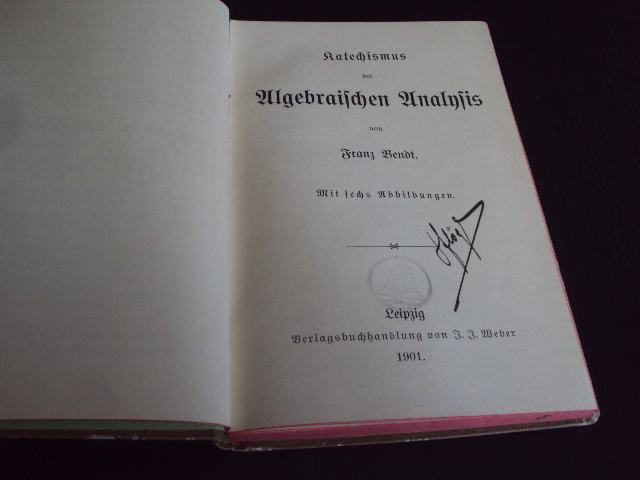 Katechismus
der
Algebraischen Analysis
von
Franz Bendt.
Mit sechs Abbildungen.
Leipzig
Verlagsbuchhandlung von J. J. Weber
1901.